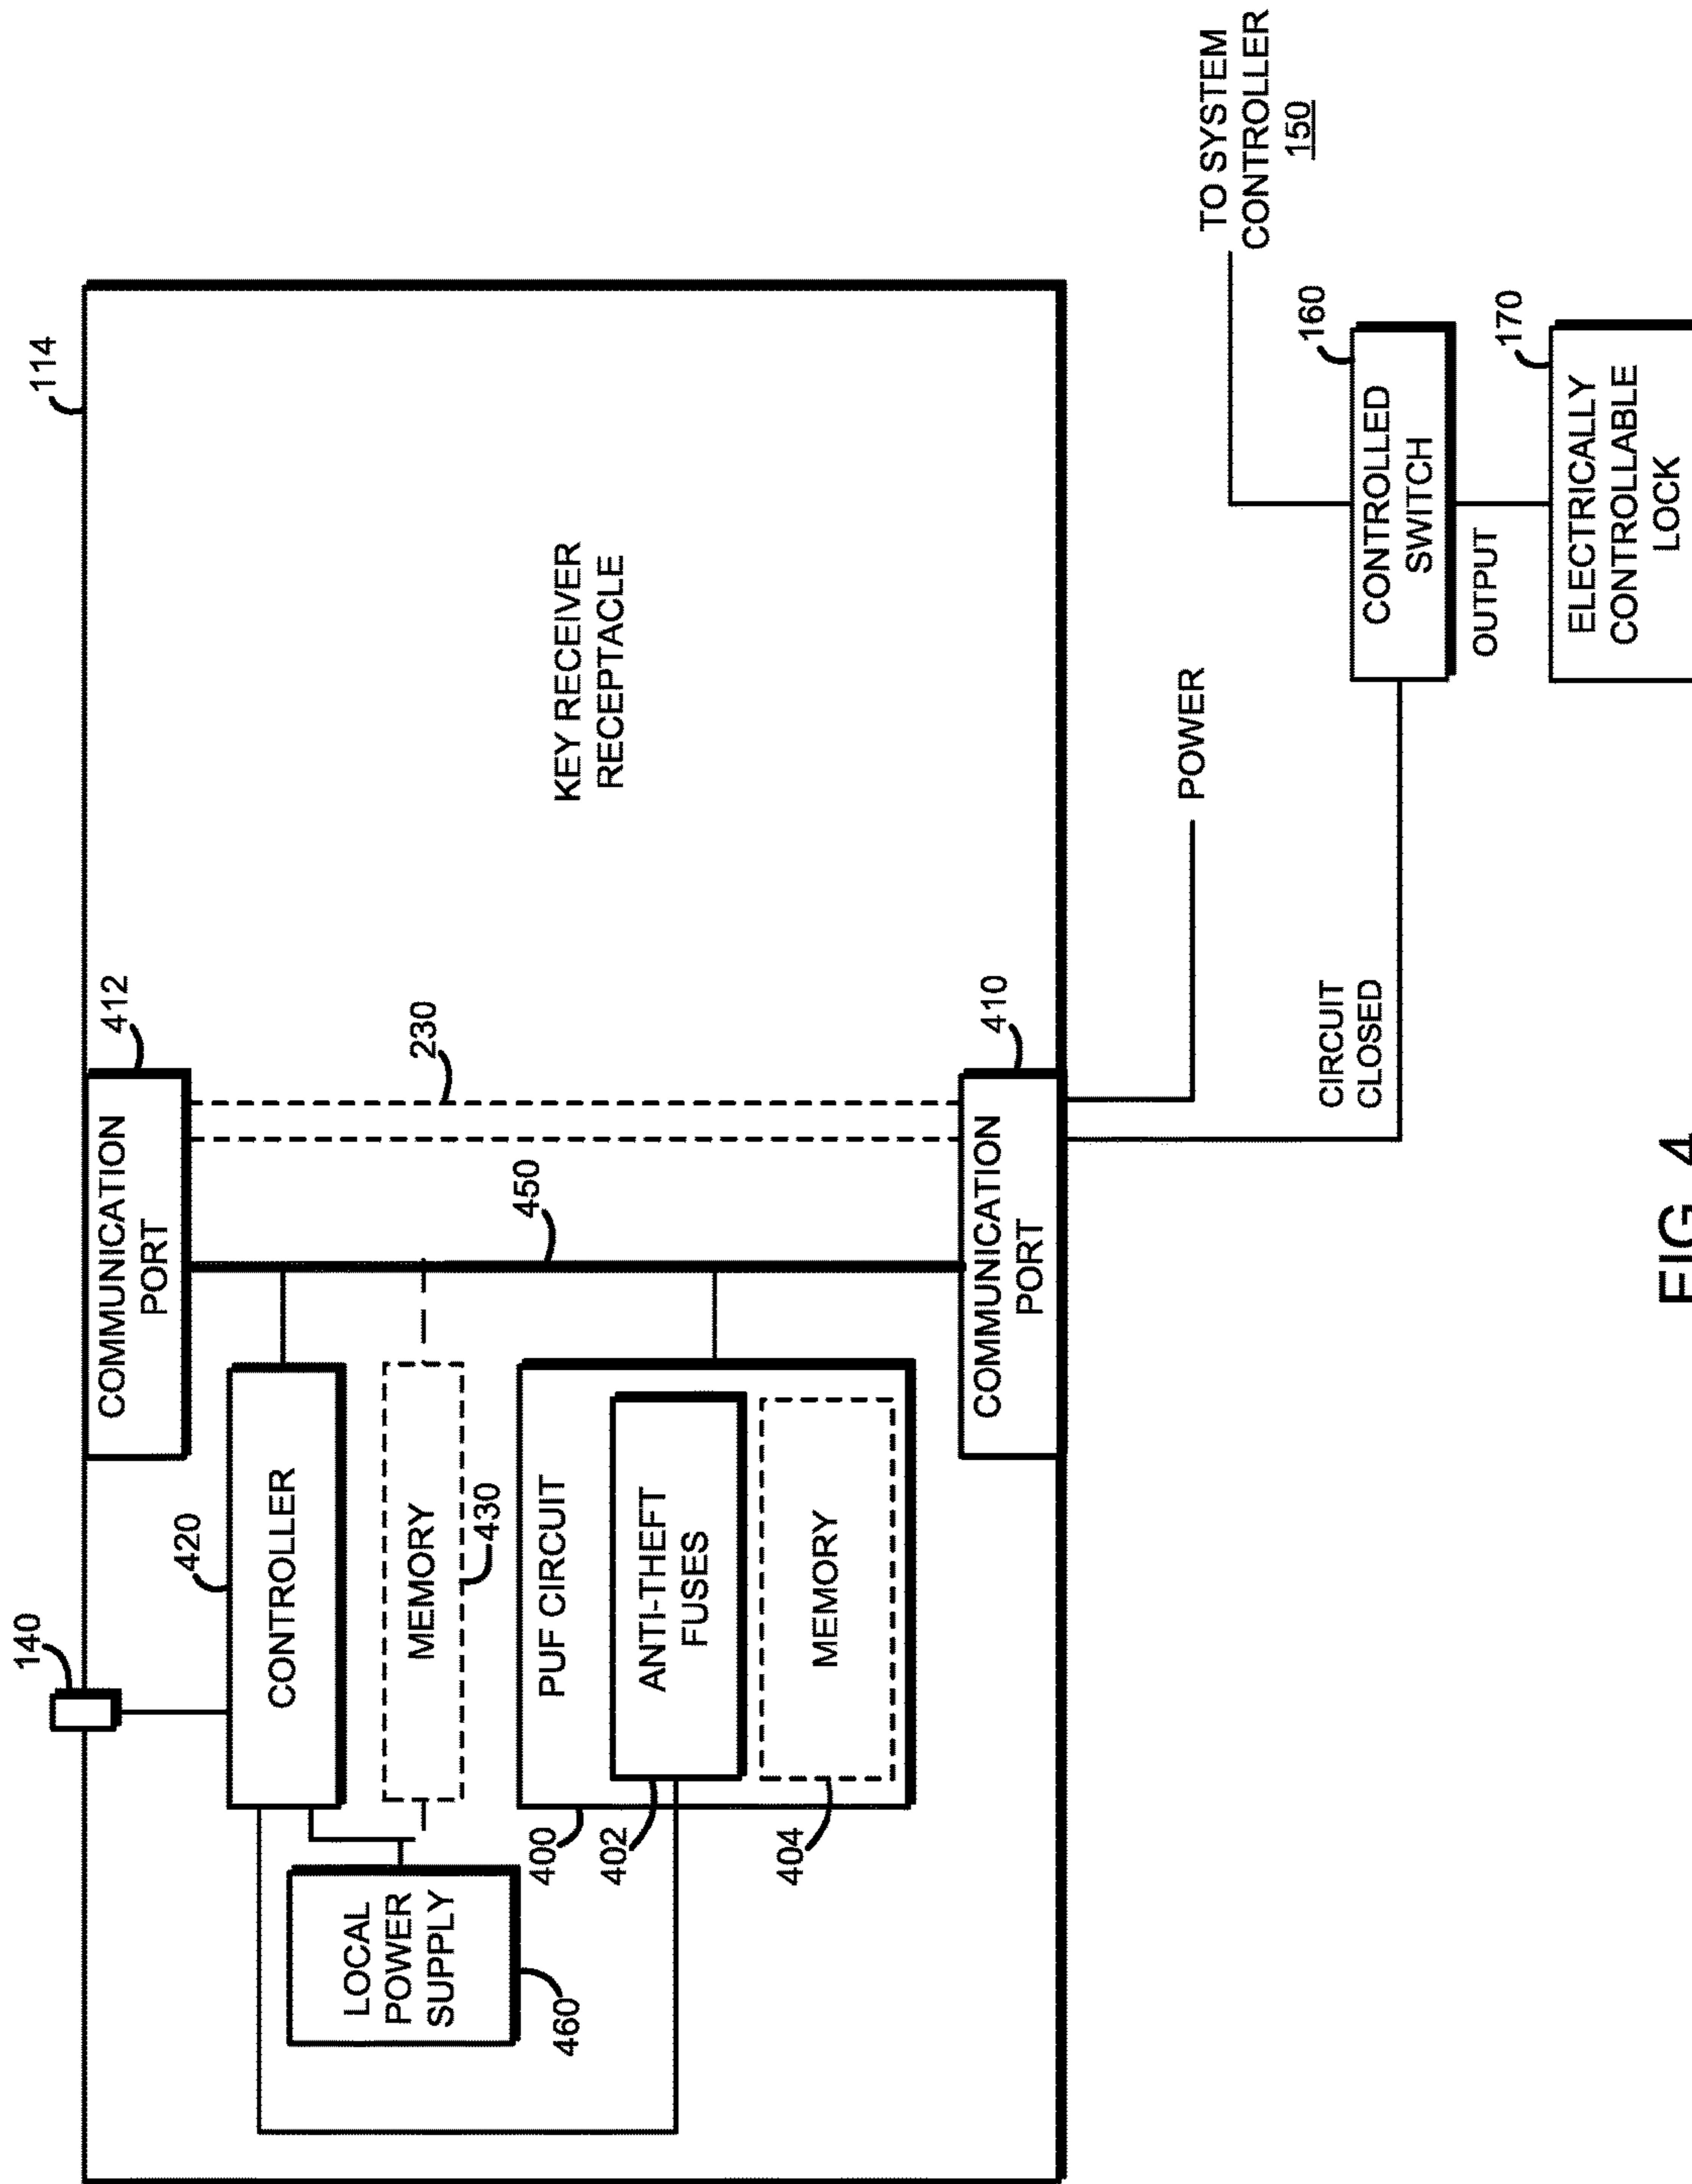 114
KEY RECEIVER
RECEPTACLE
140
420
CONTROLLER
412
COMMUNICATION
PORT
230
450
MEMORY
430
LOCAL
POWER
SUPPLY
460
PUF CIRCUIT
400
ANTI-THEFT
FUSES
402
MEMORY
404
410
COMMUNICATION
PORT
POWER
CIRCUIT
CLOSED
TO SYSTEM
CONTROLLER
150
160
CONTROLLED
SWITCH
OUTPUT
170
ELECTRICALLY
CONTROLLABLE
LOCK
FIG. 4